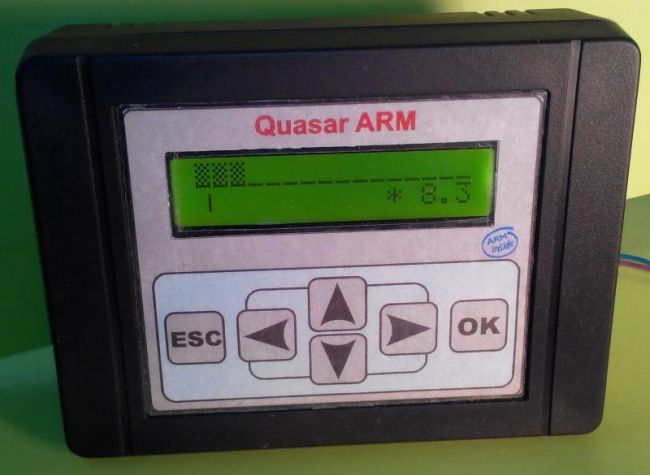 Quasar ARM
* 8.3
ARM
inside
ESC
OK